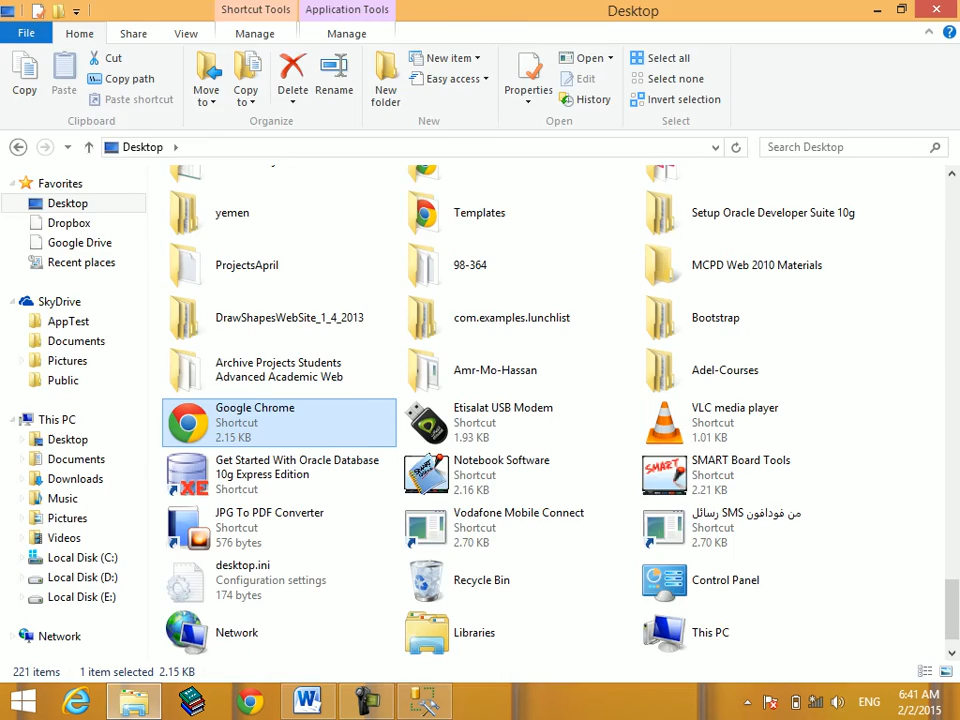 Shortcut Tools
Application Tools
Desktop
File
Home
Share
View
Manage
Manage
Copy
Paste
Cut
Copy path
Paste shortcut
Clipboard
Move to
Copy to
Delete
Rename
Organize
New folder
New item
Easy access
New
Properties
Open
Edit
History
Open
Select all
Select none
Invert selection
Select
Desktop
Search Desktop
Favorites
Desktop
Dropbox
Google Drive
Recent places
SkyDrive
AppTest
Documents
Pictures
Public
This PC
Desktop
Documents
Downloads
Music
Pictures
Videos
Local Disk (C:)
Local Disk (D:)
Local Disk (E:)
Network
yemen
Templates
Setup Oracle Developer Suite 10g
ProjectsApril
98-364
MCPD Web 2010 Materials
DrawShapesWebSite_1_4_2013
com.examples.lunchlist
Bootstrap
Archive Projects Students
Advanced Academic Web
Amr-Mo-Hassan
Adel-Courses
Google Chrome
Shortcut
2.15 KB
Etisalat USB Modem
Shortcut
1.93 KB
VLC media player
Shortcut
1.01 KB
Get Started With Oracle Database
10g Express Edition
Shortcut
XE
Notebook Software
Shortcut
2.16 KB
SMART
SMART Board Tools
Shortcut
2.21 KB
JPG To PDF Converter
Shortcut
576 bytes
Vodafone Mobile Connect
Shortcut
2.70 KB
رسائل SMS من فودافون
Shortcut
2.70 KB
desktop.ini
Configuration settings
174 bytes
Recycle Bin
Control Panel
Network
Libraries
This PC
221 items
1 item selected 2.15 KB
ENG
6:41 AM
2/2/2015